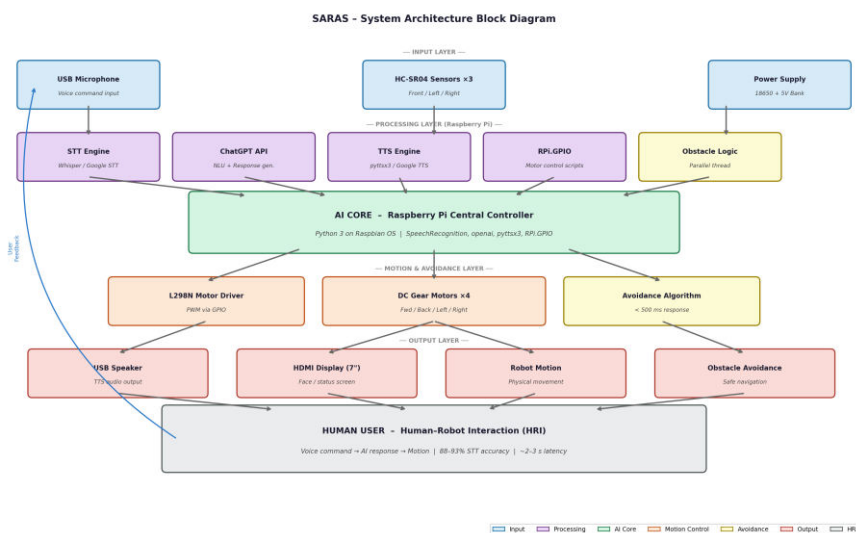 SARAS – System Architecture Block Diagram
--- INPUT LAYER ---
USB Microphone
Voice command input
HC-SR04 Sensors ×3
Front / Left / Right
Power Supply
18650 + 5V Bank
--- PROCESSING LAYER (Raspberry Pi) ---
STT Engine
Whisper / Google STT
ChatGPT API
NLU + Response gen.
TTS Engine
pyttsx3 / Google TTS
RPi.GPIO
Motor control scripts
Obstacle Logic
Parallel thread
AI CORE – Raspberry Pi Central Controller
Python 3 on Raspbian OS | SpeechRecognition, openai, pyttsx3, RPI.GPIO
User
Feedback
--- MOTION & AVOIDANCE LAYER ---
L298N Motor Driver
PWM via GPIO
DC Gear Motors ×4
Fwd / Back / Left / Right
Avoidance Algorithm
< 500 ms response
--- OUTPUT LAYER ---
USB Speaker
TTS audio output
HDMI Display (7")
Face / status screen
Robot Motion
Physical movement
Obstacle Avoidance
Safe navigation
HUMAN USER – Human–Robot Interaction (HRI)
Voice command → AI response → Motion | 88–93% STT accuracy | ~2–3 s latency
Input Processing AI Core Motion Control Avoidance Output HRI